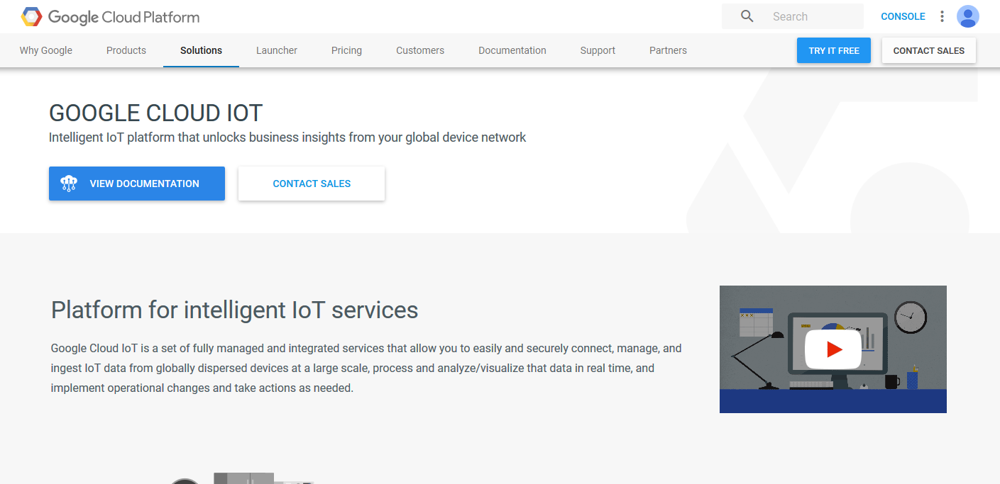 Google Cloud Platform
Search
CONSOLE
Why Google
Products
Solutions
Launcher
Pricing
Customers
Documentation
Support
Partners
TRY IT FREE
CONTACT SALES
GOOGLE CLOUD IOT
Intelligent IoT platform that unlocks business insights from your global device network
VIEW DOCUMENTATION
CONTACT SALES
Platform for intelligent IoT services
Google Cloud IoT is a set of fully managed and integrated services that allow you to easily and securely connect, manage, and
ingest IoT data from globally dispersed devices at a large scale, process and analyze/visualize that data in real time, and
implement operational changes and take actions as needed.